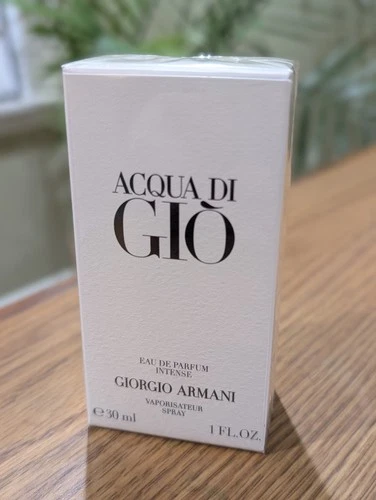 ACQUA DI
GIÒ
EAU DE PARFUM
INTENSE
GIORGIO ARMANI
VAPORISATEUR
SPRAY
℮30 ml 1 FL.OZ.